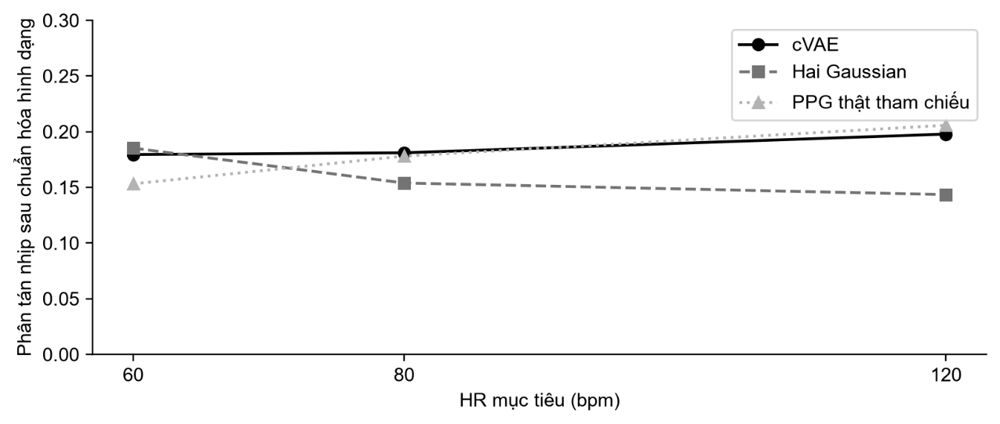 Phân tán nhịp sau chuẩn hóa hình dạng
0.30
0.25
0.20
0.15
0.10
0.05
0.00
cVAE
Hai Gaussian
PPG thật tham chiếu
60
80
120
HR mục tiêu (bpm)